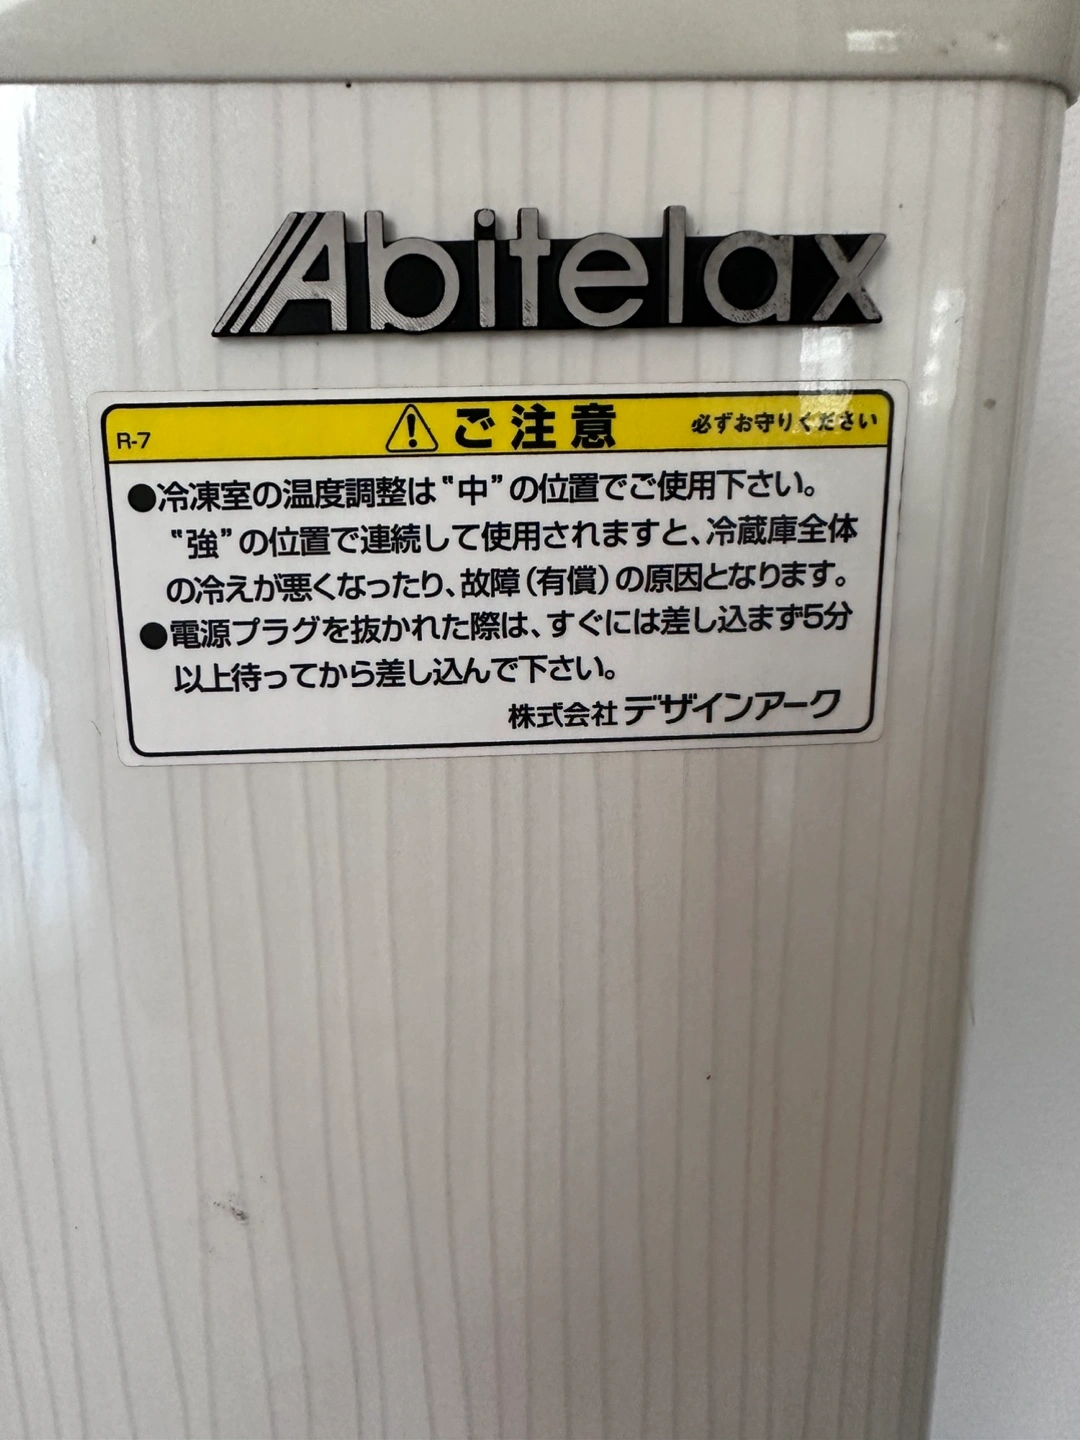 Abitelax
R-7 ご注意 必ずお守りください
●冷凍室の温度調整は“中”の位置でご使用下さい。
“強”の位置で連続して使用されますと、冷蔵庫全体
の冷えが悪くなったり、故障(有償)の原因となります。
●電源プラグを抜かれた際は、すぐには差し込まず5分
以上待ってから差し込んで下さい。
株式会社 デザインアーク